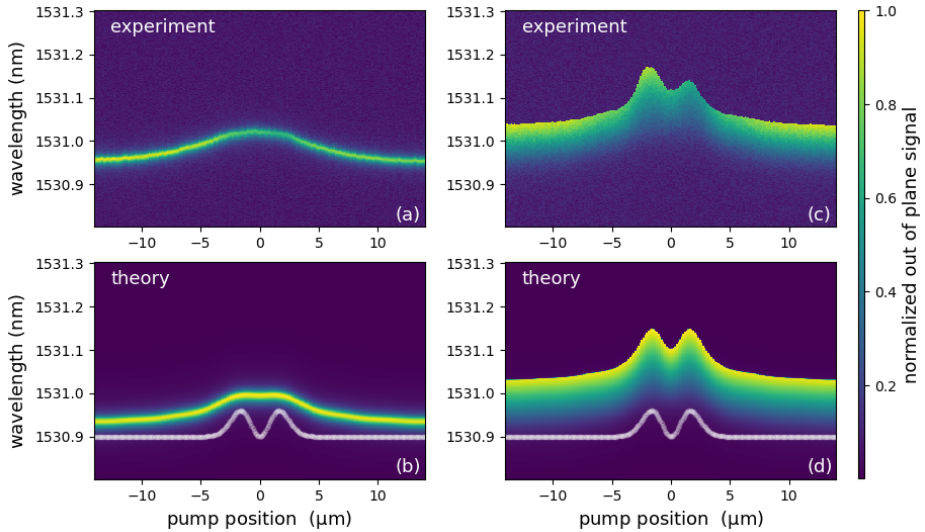 1531.3
1531.2
1531.1
1531.0
1530.9
wavelength (nm)
experiment
(a)
−10 −5 0 5 10
1531.3
1531.2
1531.1
1531.0
1530.9
experiment
(c)
−10 −5 0 5 10
1531.3
1531.2
1531.1
1531.0
1530.9
wavelength (nm)
theory
(b)
−10 −5 0 5 10
pump position (μm)
1531.3
1531.2
1531.1
1531.0
1530.9
theory
(d)
−10 −5 0 5 10
pump position (μm)
1.0
0.8
0.6
0.4
0.2
normalized out of plane signal